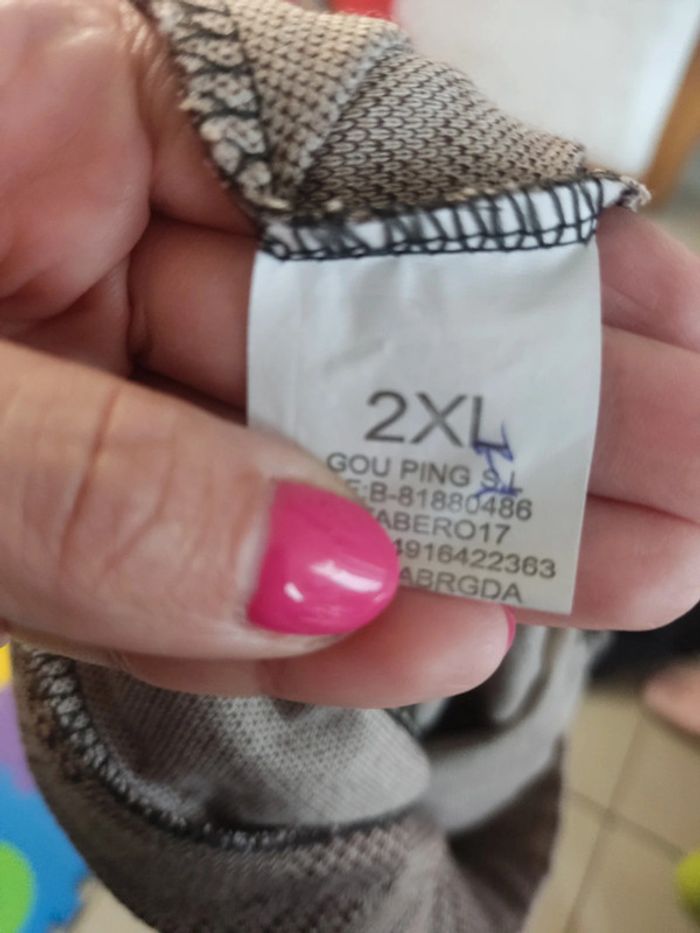 2XL
GOU PING S.L
:B-81880486
ABERO17
4916422363
ABRGDA